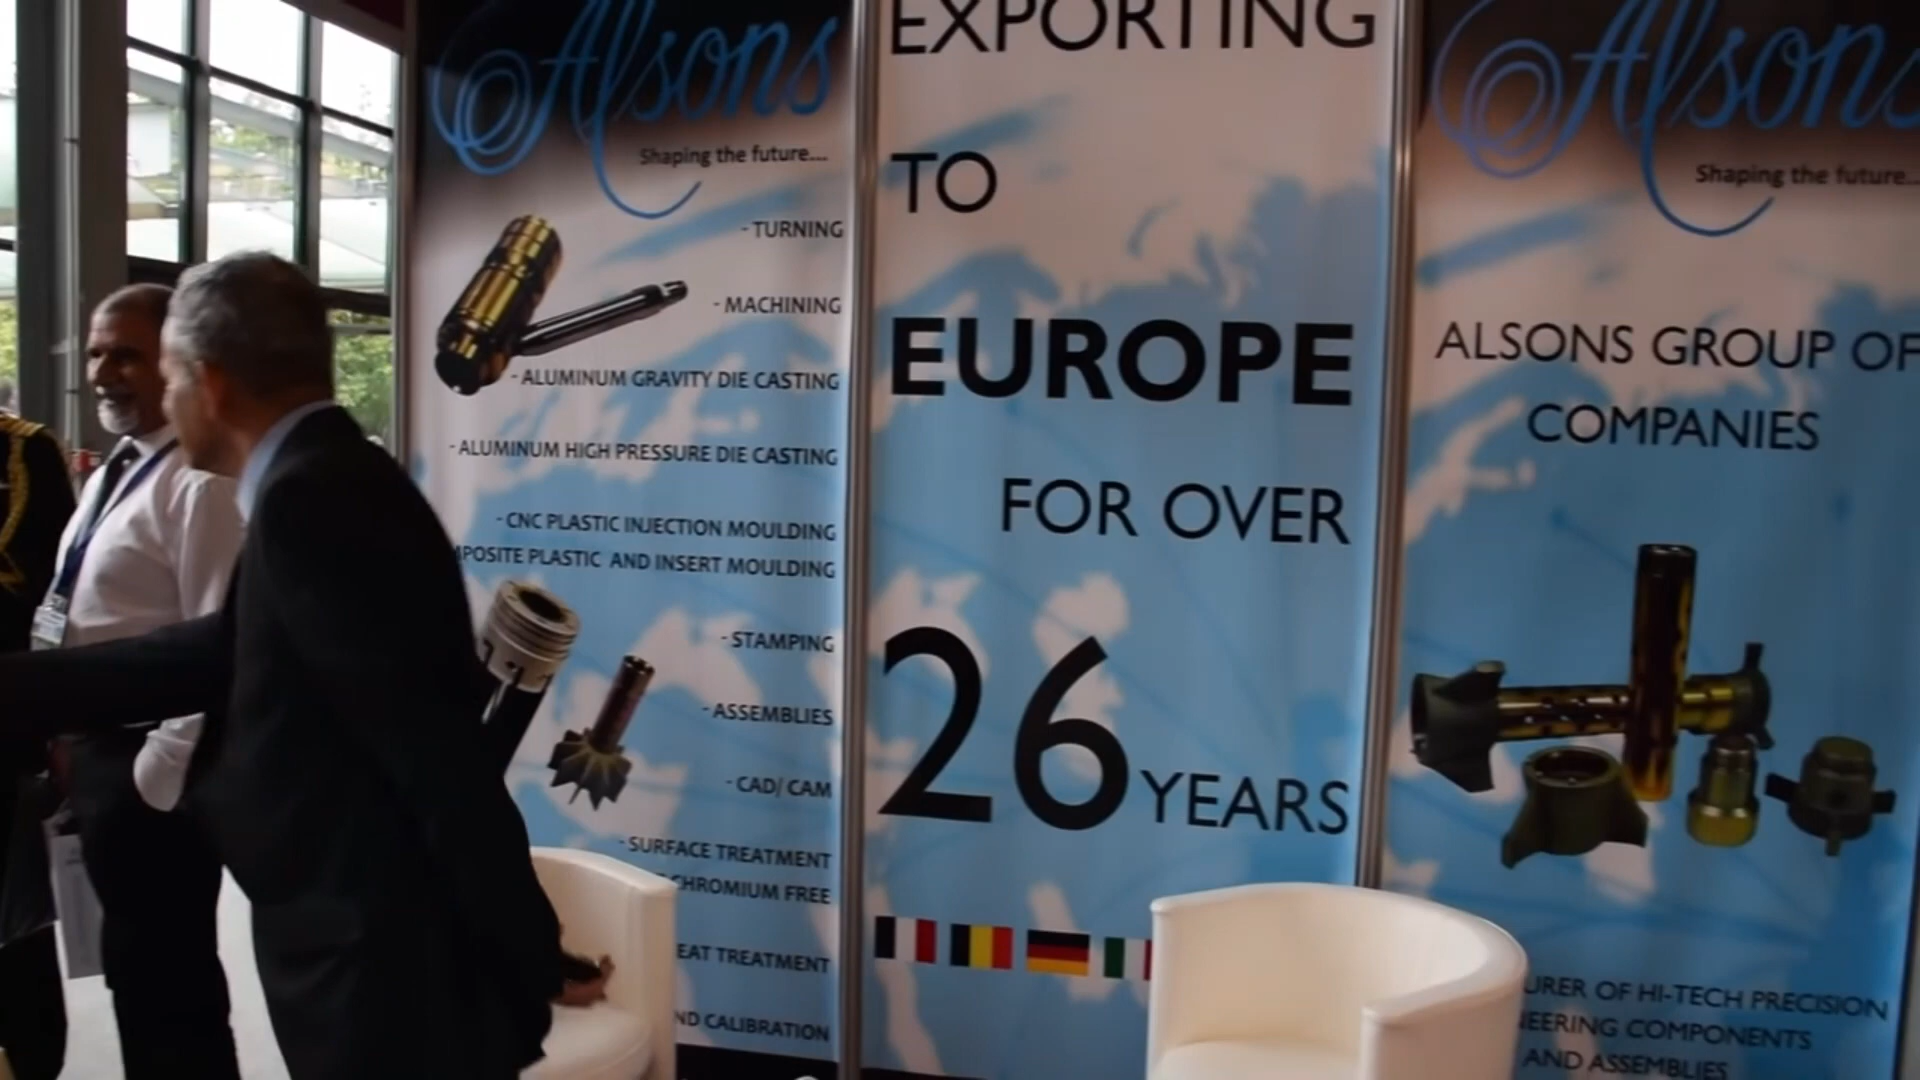 Alsons
Shaping the future...
- TURNING
- MACHINING
- ALUMINUM GRAVITY DIE CASTING
- ALUMINUM HIGH PRESSURE DIE CASTING
- CNC PLASTIC INJECTION MOULDING
PLASTIC AND INSERT MOULDING
- STAMPING
- ASSEMBLIES
- CAD/ CAM
- SURFACE TREATMENT
CHROMIUM FREE
TREATMENT
CALIBRATION
EXPORTING
TO
EUROPE
FOR OVER
26 YEARS
Alsons
Shaping the future...
ALSONS GROUP OF
COMPANIES
OF HI-TECH PRECISION
COMPONENTS
AND ASSEMBLIES